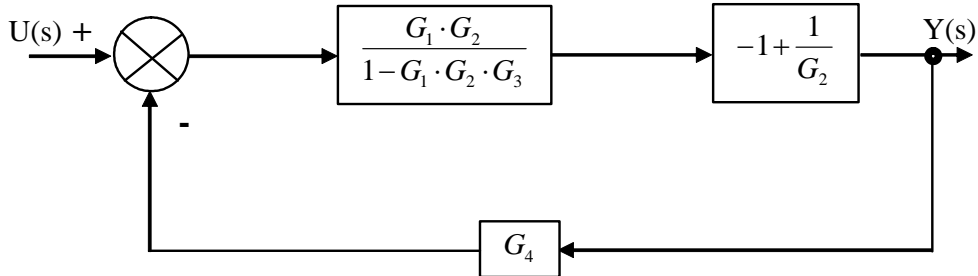 U(s) +
Y(s)
G₁ · G₂
1 − G₁ · G₂ · G₃
−1 + 1
G₂
-
G₄